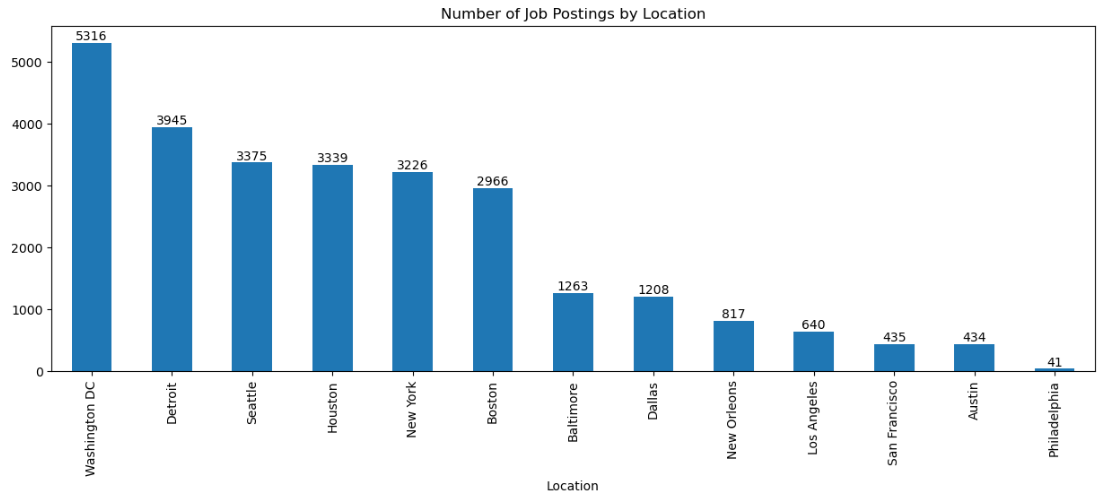 Number of Job Postings by Location
5316
3945
3375
3339
3226
2966
1263
1208
817
640
435
434
41
5000
4000
3000
2000
1000
0
Washington DC
Detroit
Seattle
Houston
New York
Boston
Baltimore
Dallas
New Orleons
Los Angeles
San Francisco
Austin
Philadelphia
Location